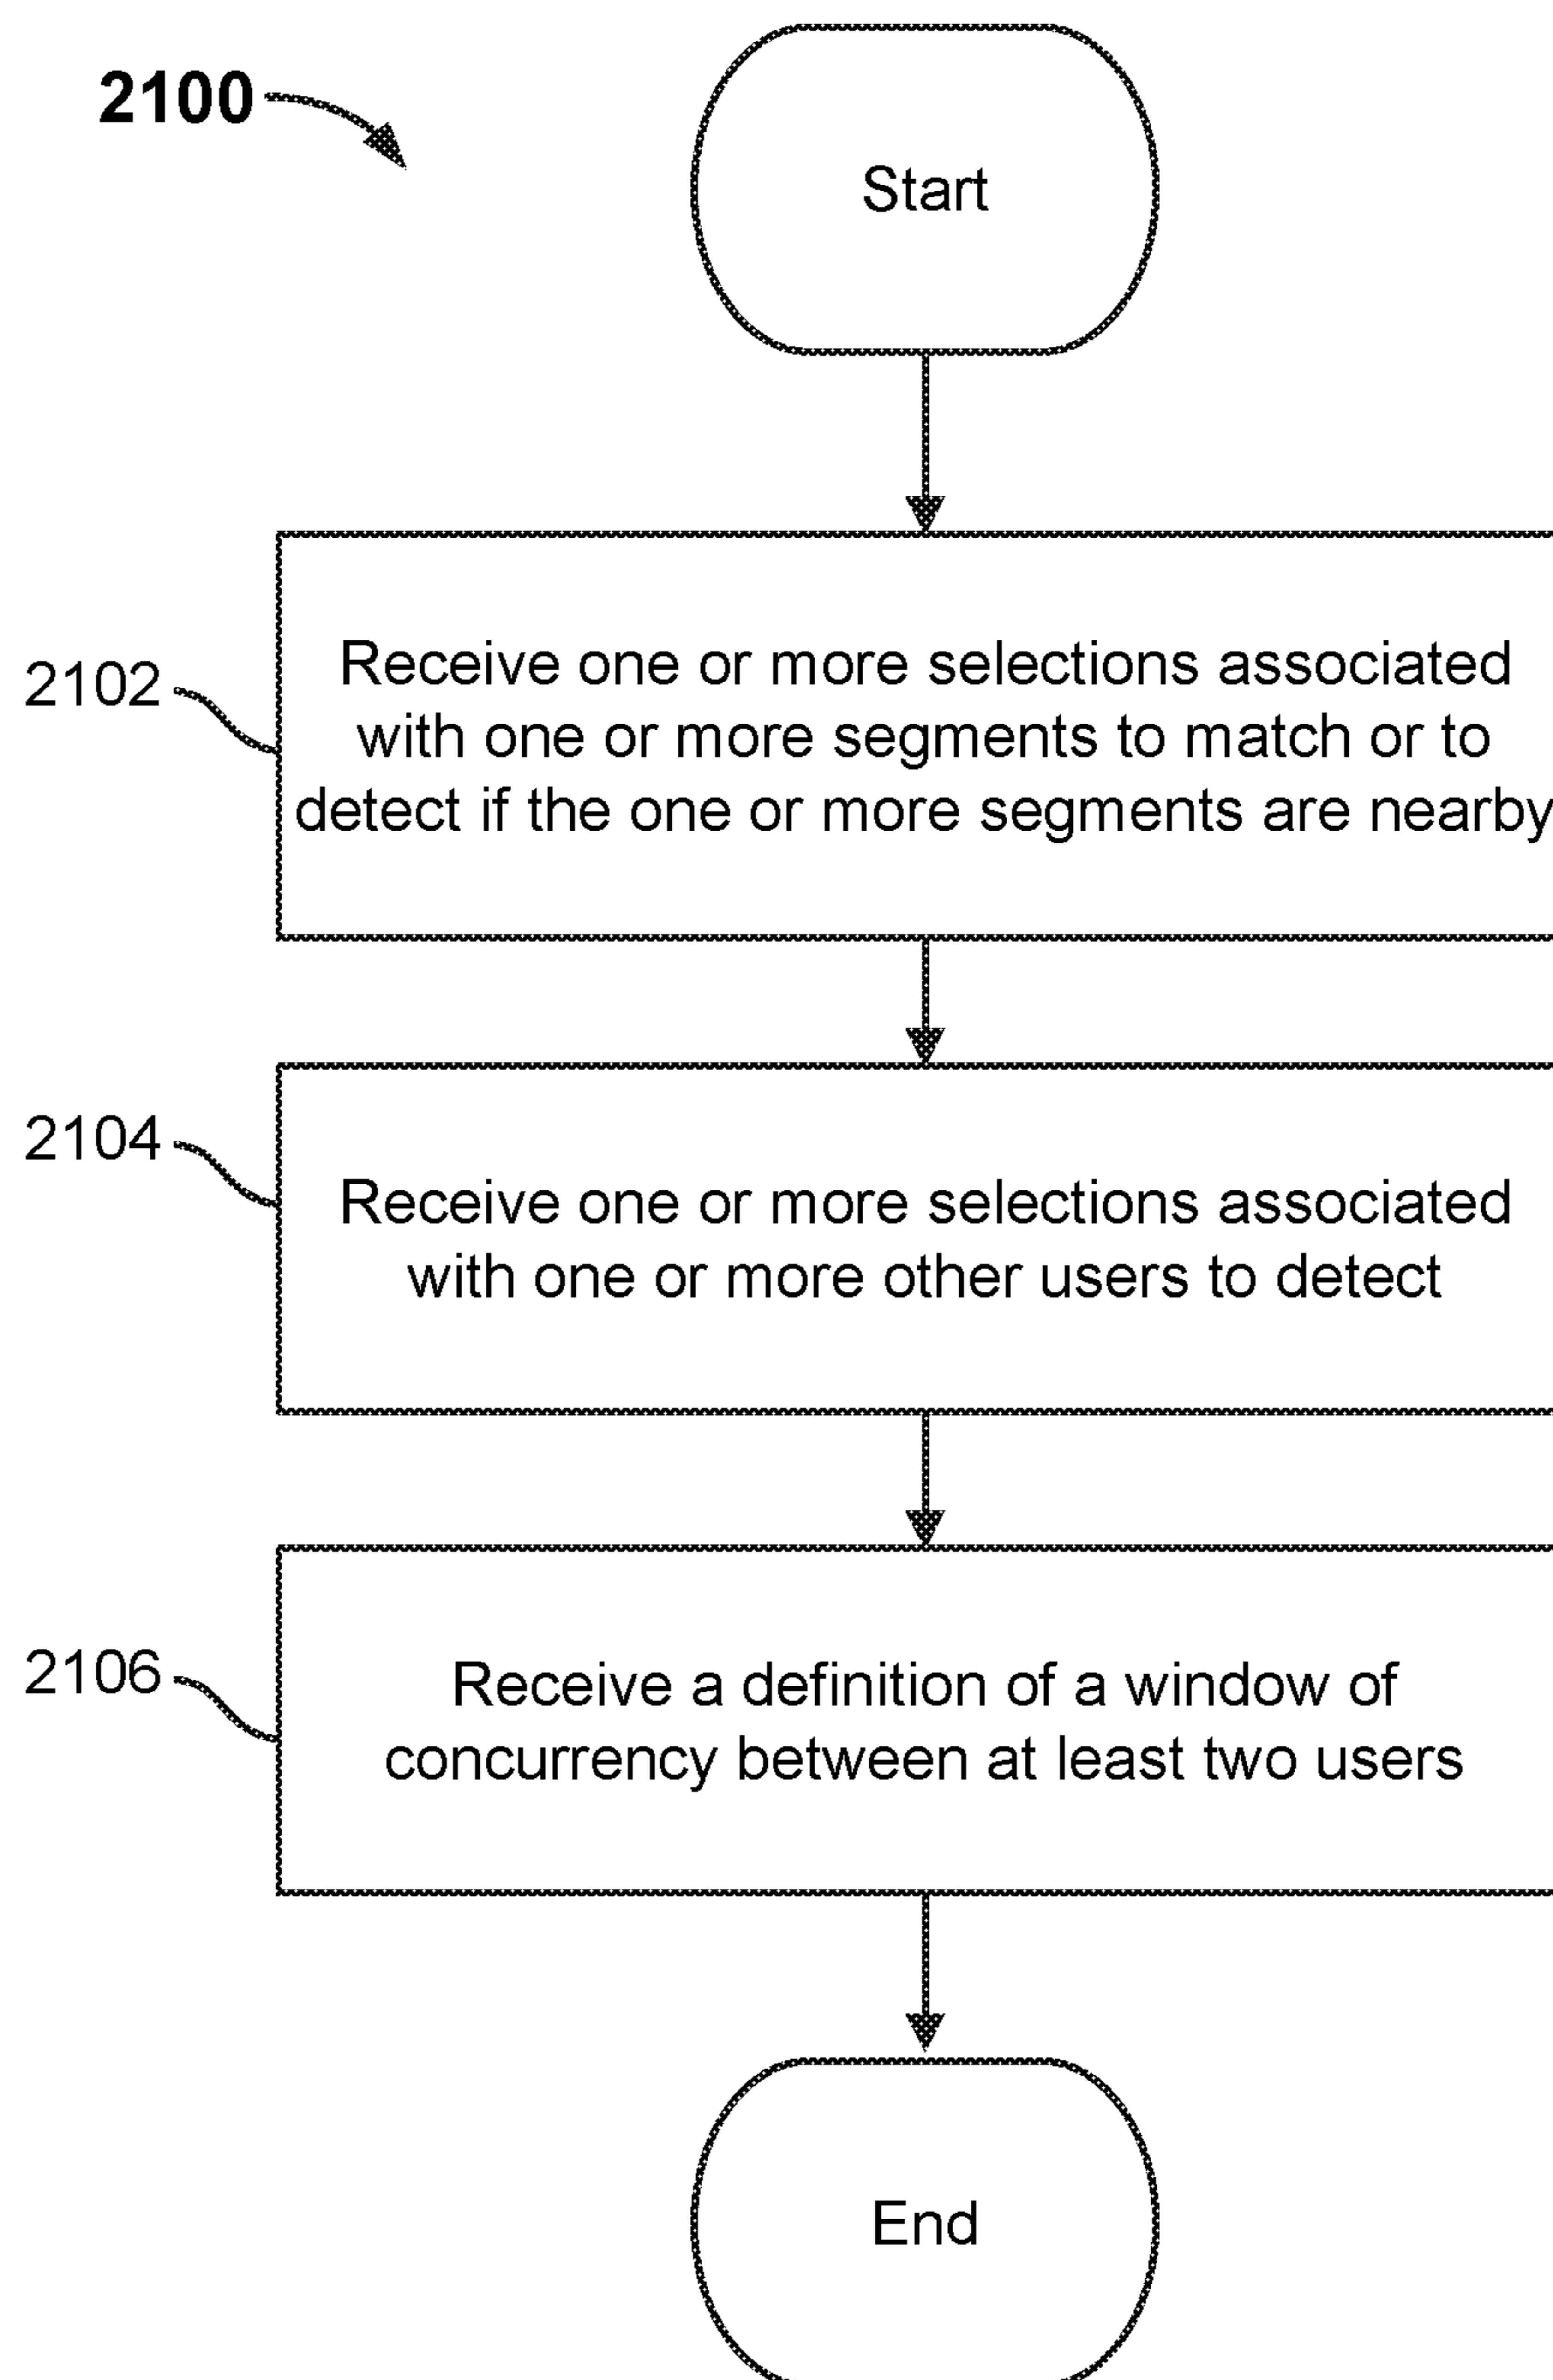 2100
Start
2102
Receive one or more selections associated
with one or more segments to match or to
detect if the one or more segments are nearby
2104
Receive one or more selections associated
with one or more other users to detect
2106
Receive a definition of a window of
concurrency between at least two users
End